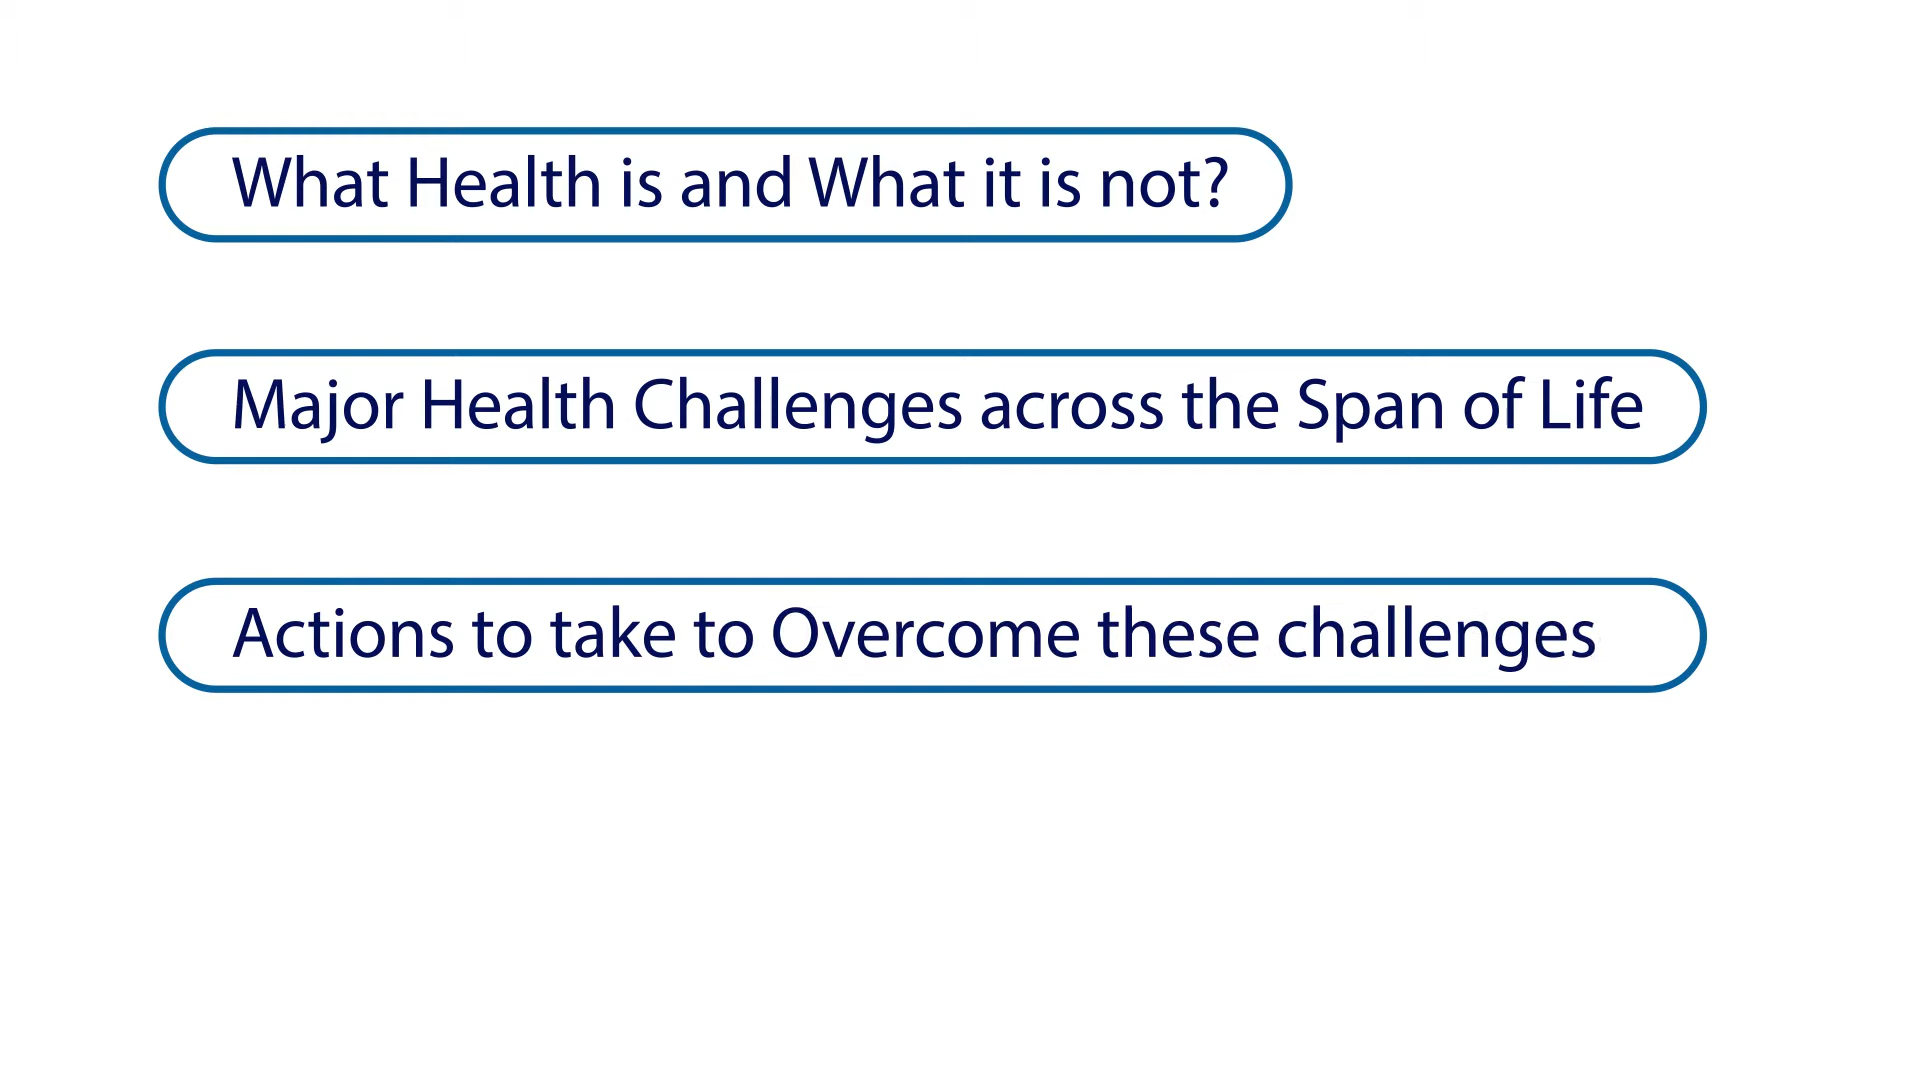 What Health is and What it is not?
Major Health Challenges across the Span of Life
Actions to take to Overcome these challenges